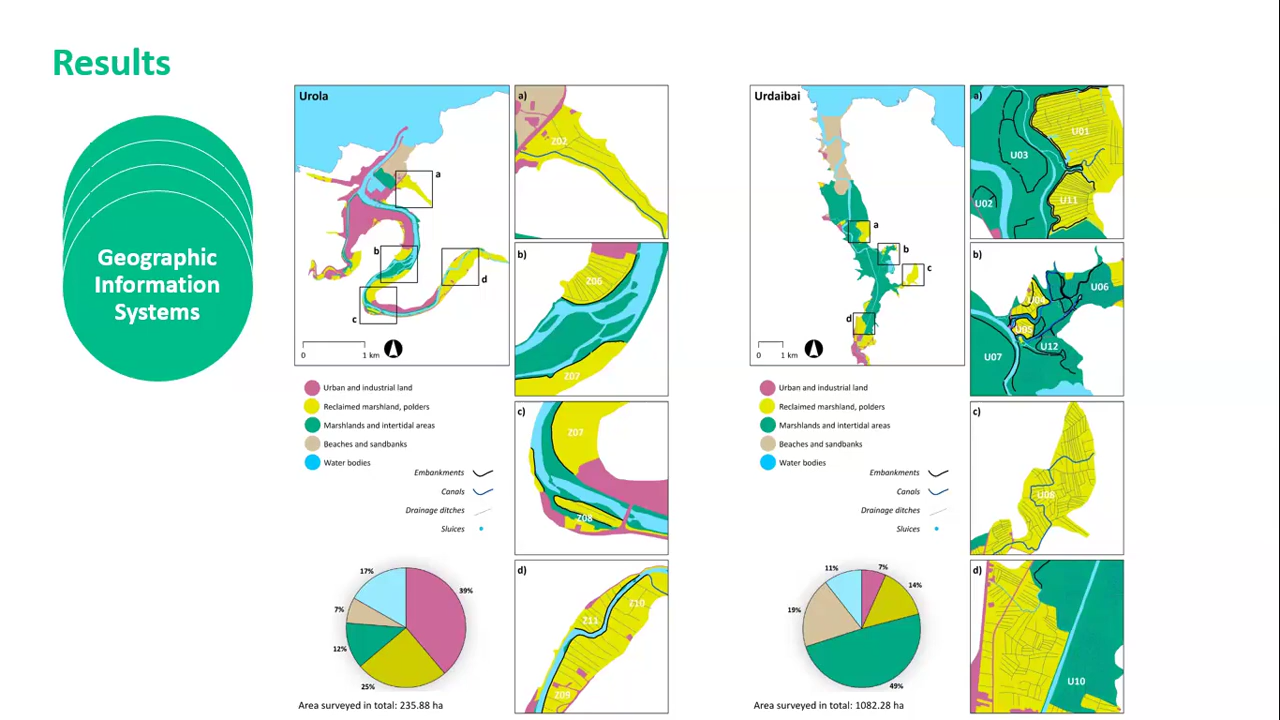 Results
Geographic
Information
Systems
Urola
a
b
c
d
0
1 km
Urban and industrial land
Reclaimed marshland, polders
Marshlands and intertidal areas
Beaches and sandbanks
Water bodies
Embankments
Canals
Drainage ditches
Sluices
17%
39%
7%
12%
25%
Area surveyed in total: 235.88 ha
a)
Z02
b)
Z06
Z07
c)
Z07
Z08
d)
Z10
Z11
Z09
Urdaibai
a
b
c
d
0
1 km
Urban and industrial land
Reclaimed marshland, polders
Marshlands and intertidal areas
Beaches and sandbanks
Water bodies
Embankments
Canals
Drainage ditches
Sluices
11%
7%
14%
19%
49%
Area surveyed in total: 1082.28 ha
a)
U01
U03
U02
U11
b)
U06
U04
U05
U12
U07
c)
U08
d)
U10